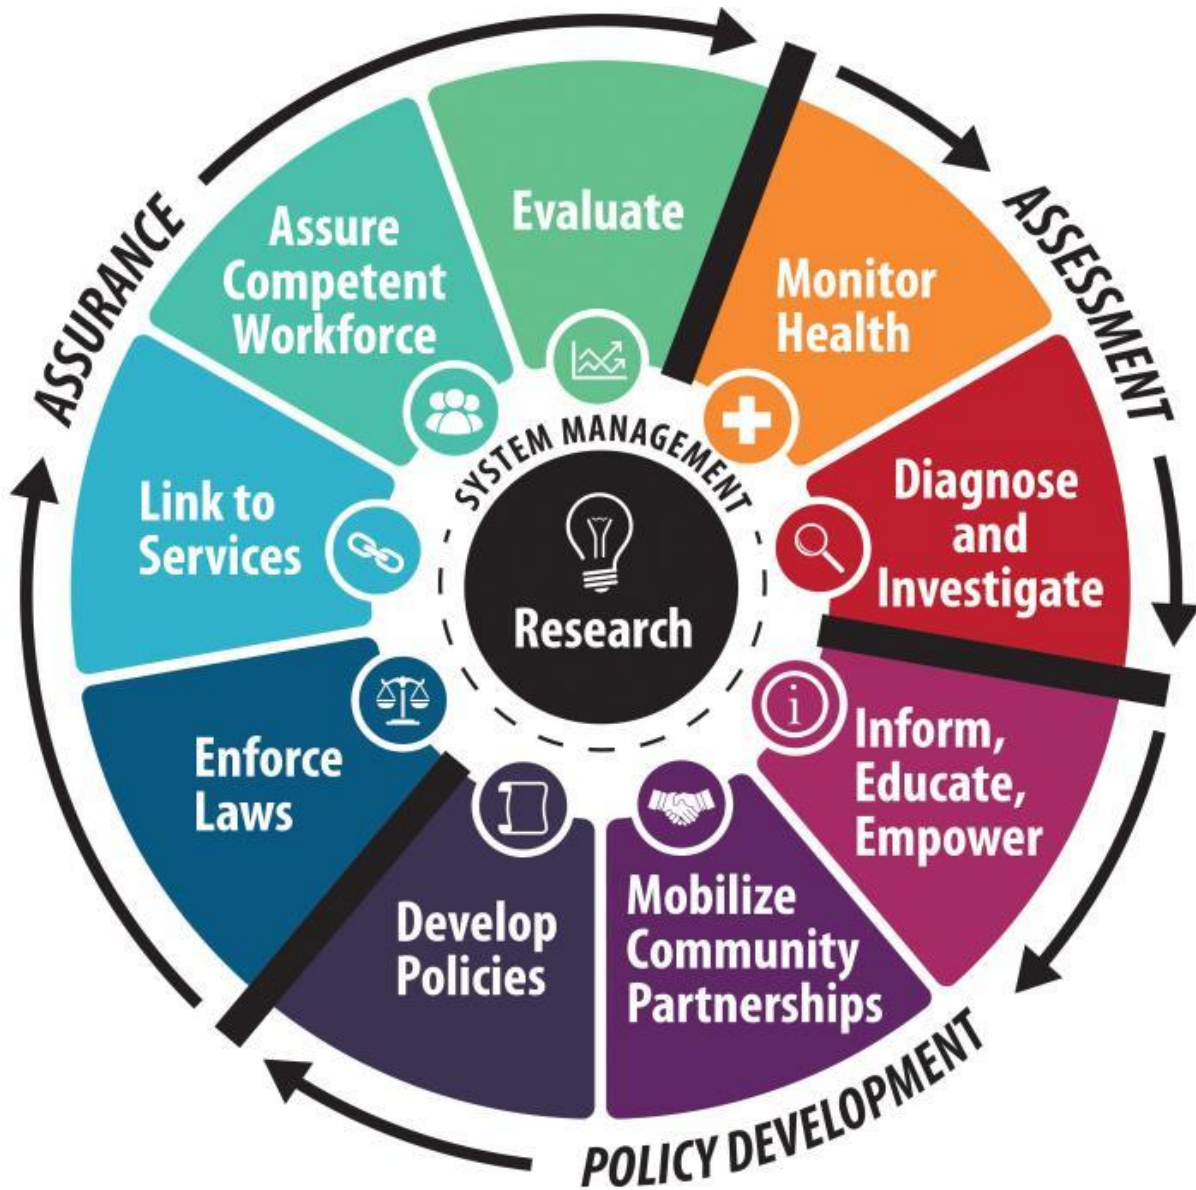 ASSURANCE
ASSESSMENT
POLICY DEVELOPMENT
Evaluate
Monitor
Health
Diagnose
and
Investigate
Inform,
Educate,
Empower
Mobilize
Community
Partnerships
Develop
Policies
Enforce
Laws
Link to
Services
Assure
Competent
Workforce
SYSTEM MANAGEMENT
Research
i